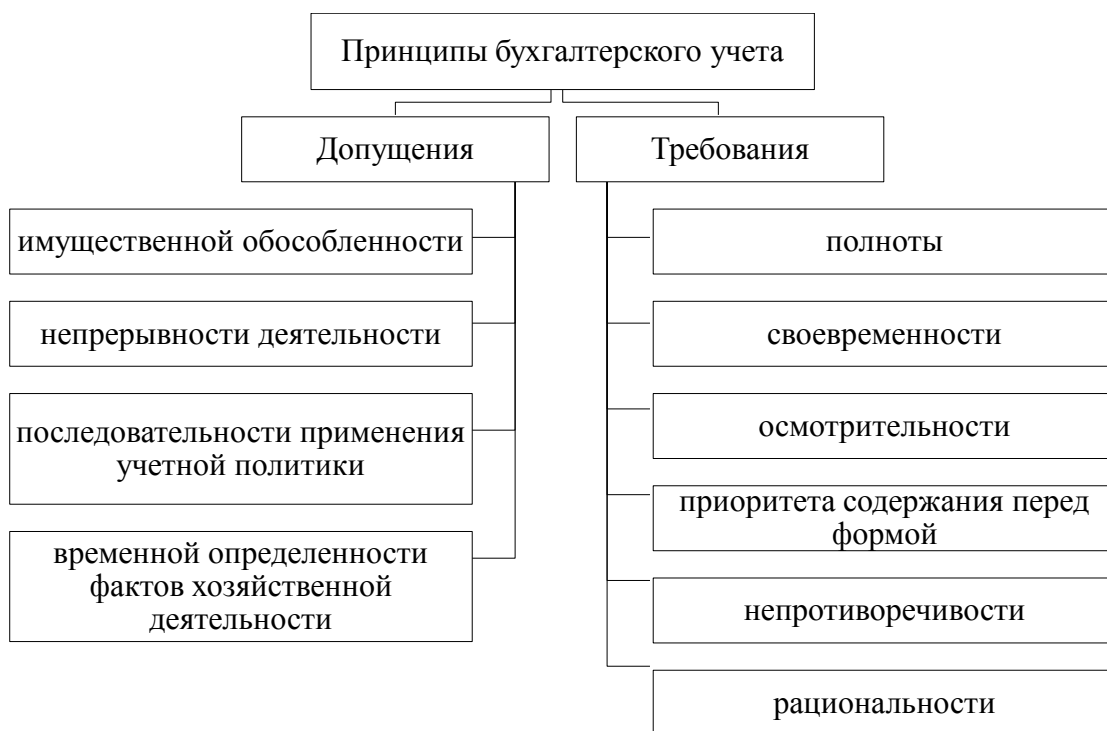 Принципы бухгалтерского учета
Допущения
имущественной обособленности
непрерывности деятельности
последовательности применения
учетной политики
временной определенности
фактов хозяйственной
деятельности
Требования
полноты
своевременности
осмотрительности
приоритета содержания перед
формой
непротиворечивости
рациональности